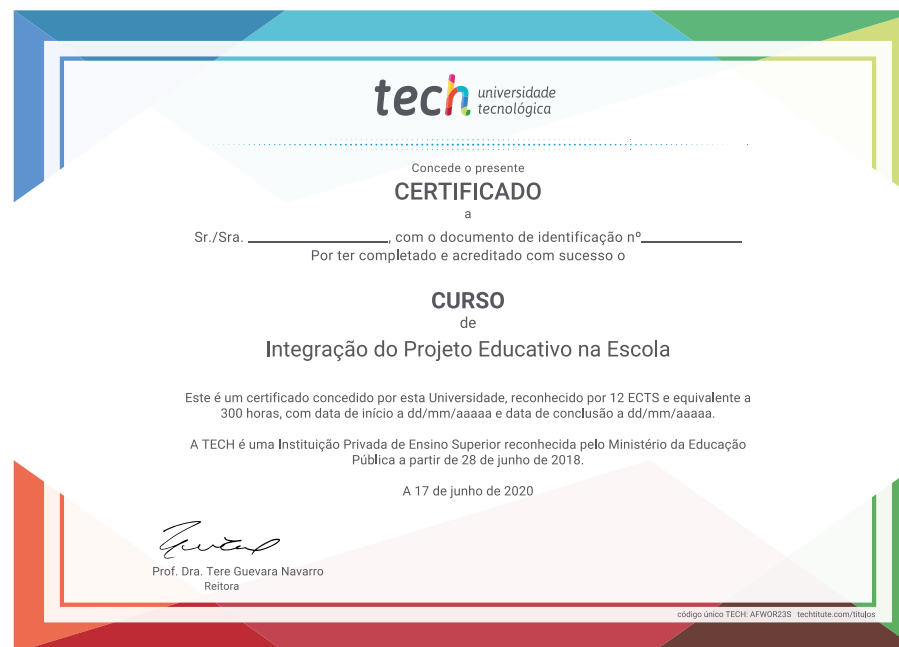 tech universidade
tecnológica
Concede o presente
CERTIFICADO
a
Sr./Sra. ____________________, com o documento de identificação nº______________
Por ter completado e acreditado com sucesso o
CURSO
de
Integração do Projeto Educativo na Escola
Este é um certificado concedido por esta Universidade, reconhecido por 12 ECTS e equivalente a
300 horas, com data de início a dd/mm/aaaaa e data de conclusão a dd/mm/aaaaa.
A TECH é uma Instituição Privada de Ensino Superior reconhecida pelo Ministério da Educação
Pública a partir de 28 de junho de 2018.
A 17 de junho de 2020
Prof. Dra. Tere Guevara Navarro
Reitora
código único TECH: AFWOR23S techtitute.com/titulos